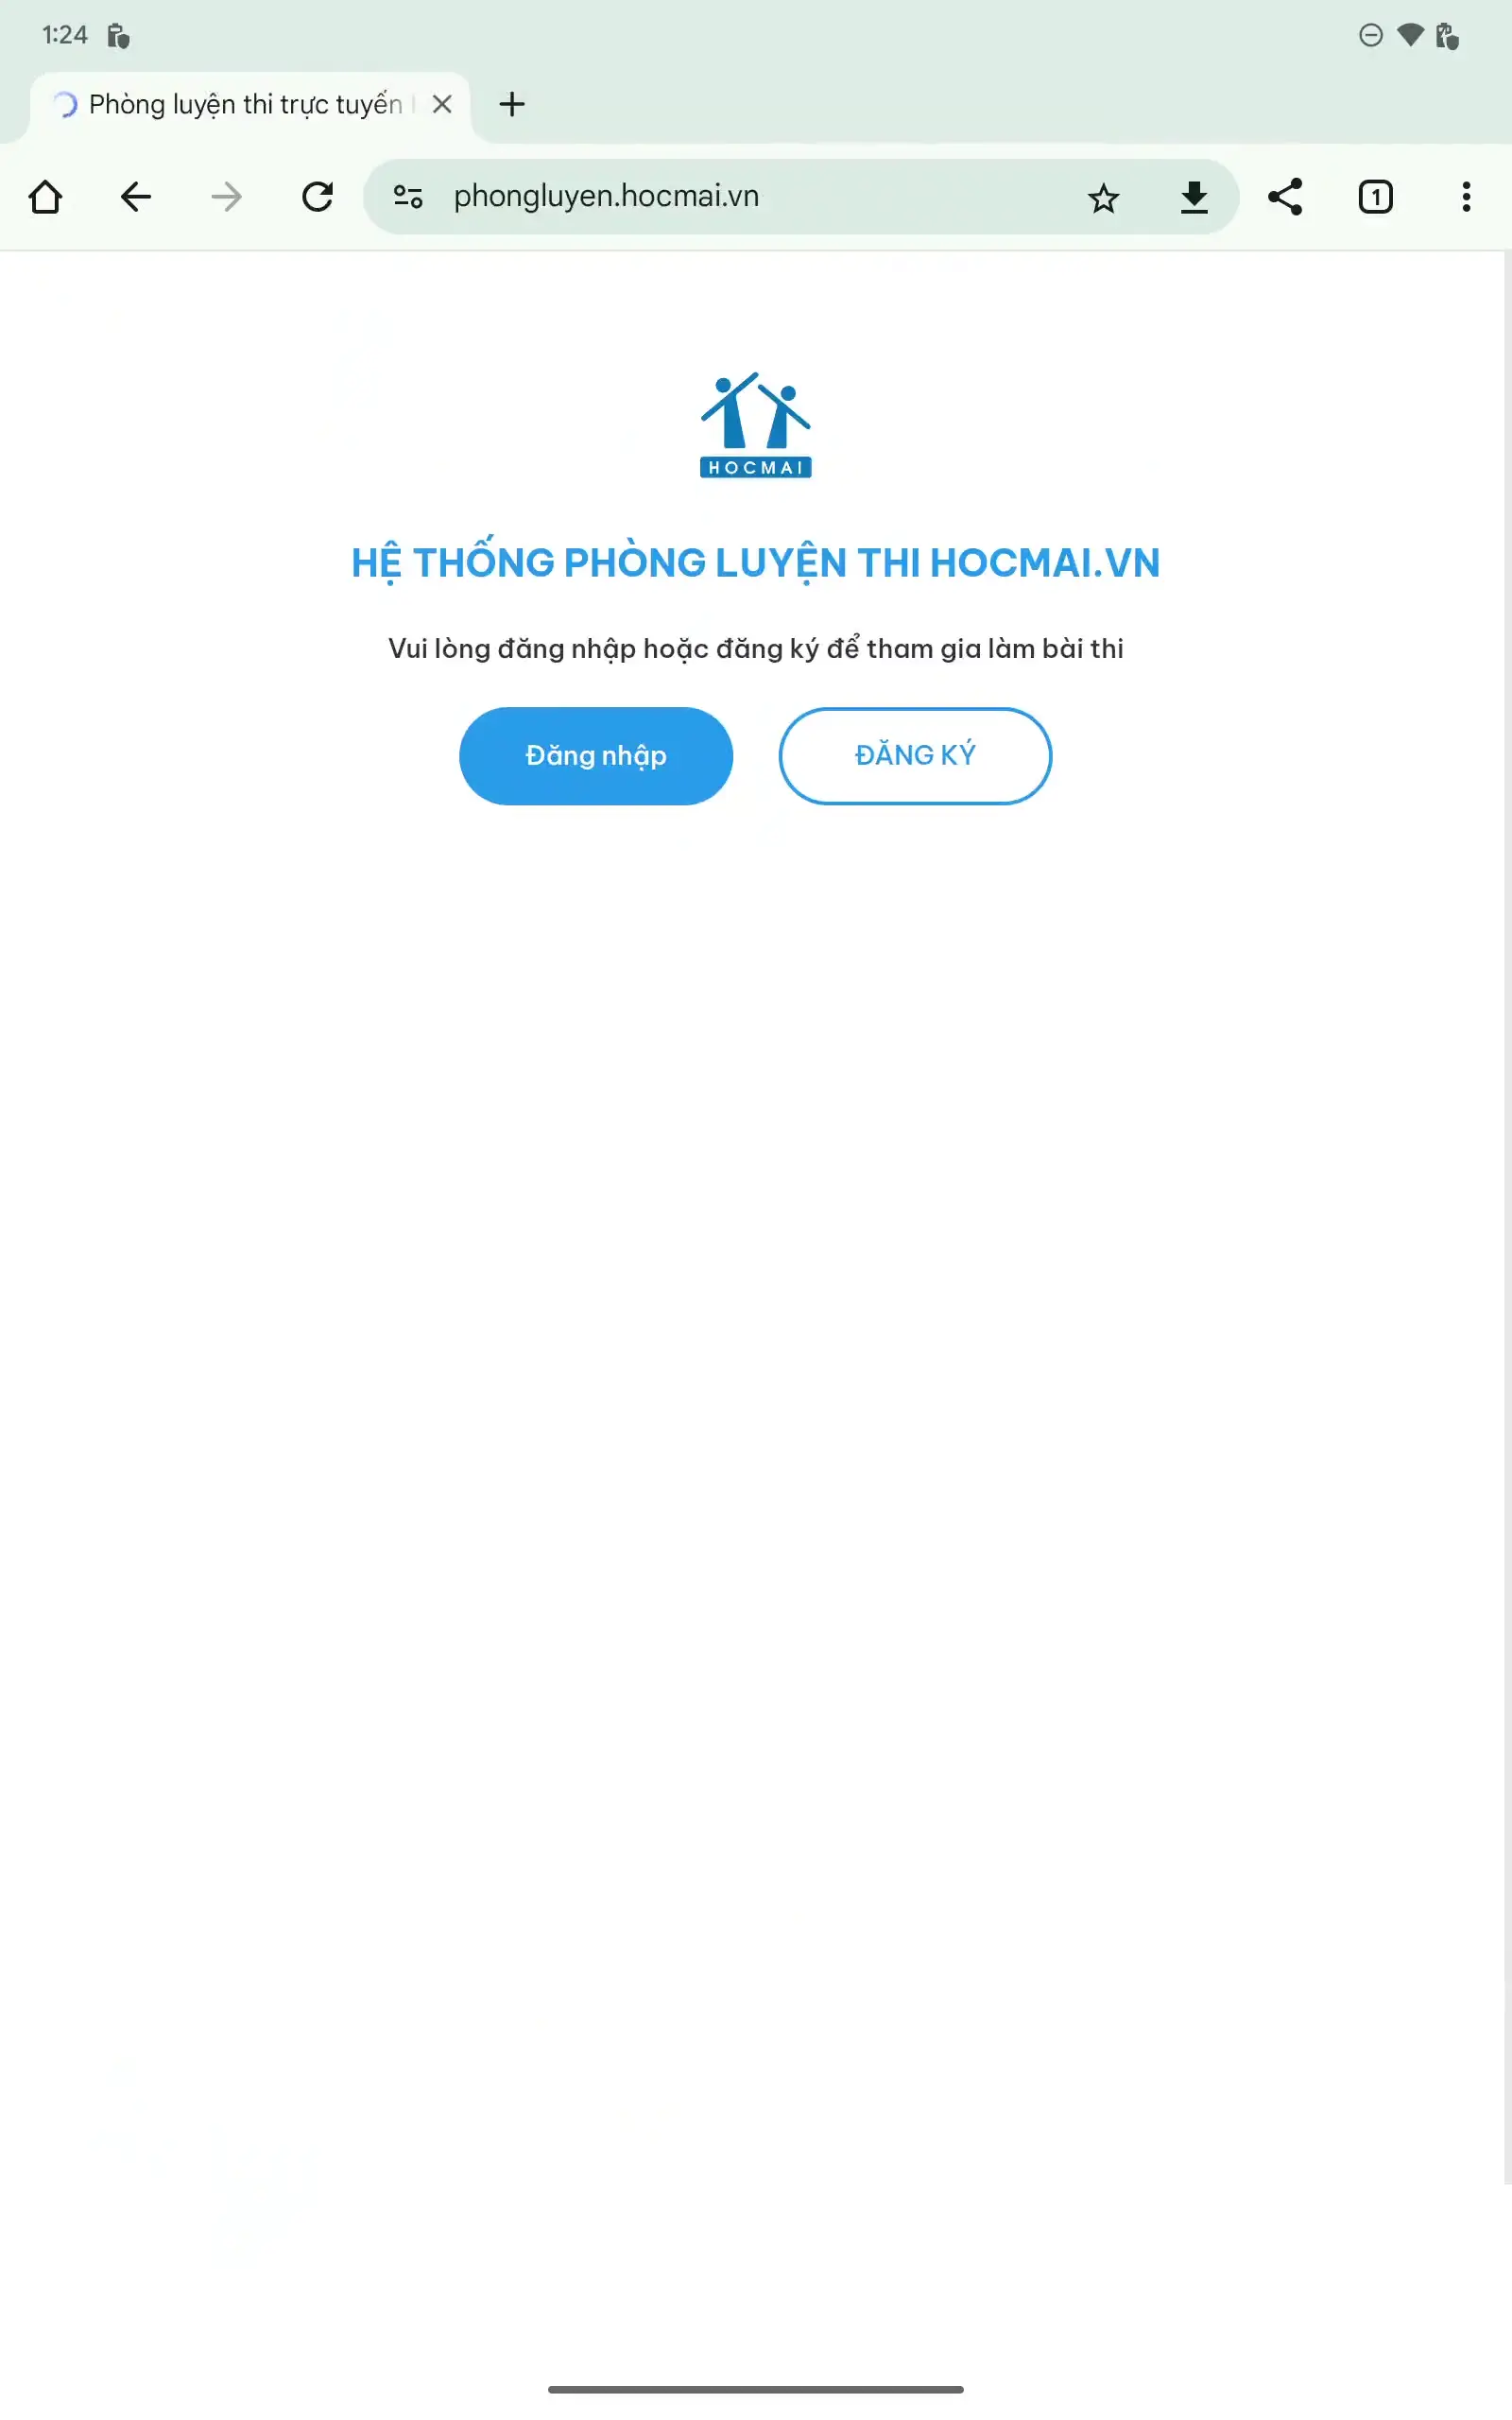 1:24
Phòng luyện thi trực tuyến
phongluyen.hocmai.vn
1
HOCMAI
HỆ THỐNG PHÒNG LUYỆN THI HOCMAI.VN
Vui lòng đăng nhập hoặc đăng ký để tham gia làm bài thi
Đăng nhập
ĐĂNG KÝ